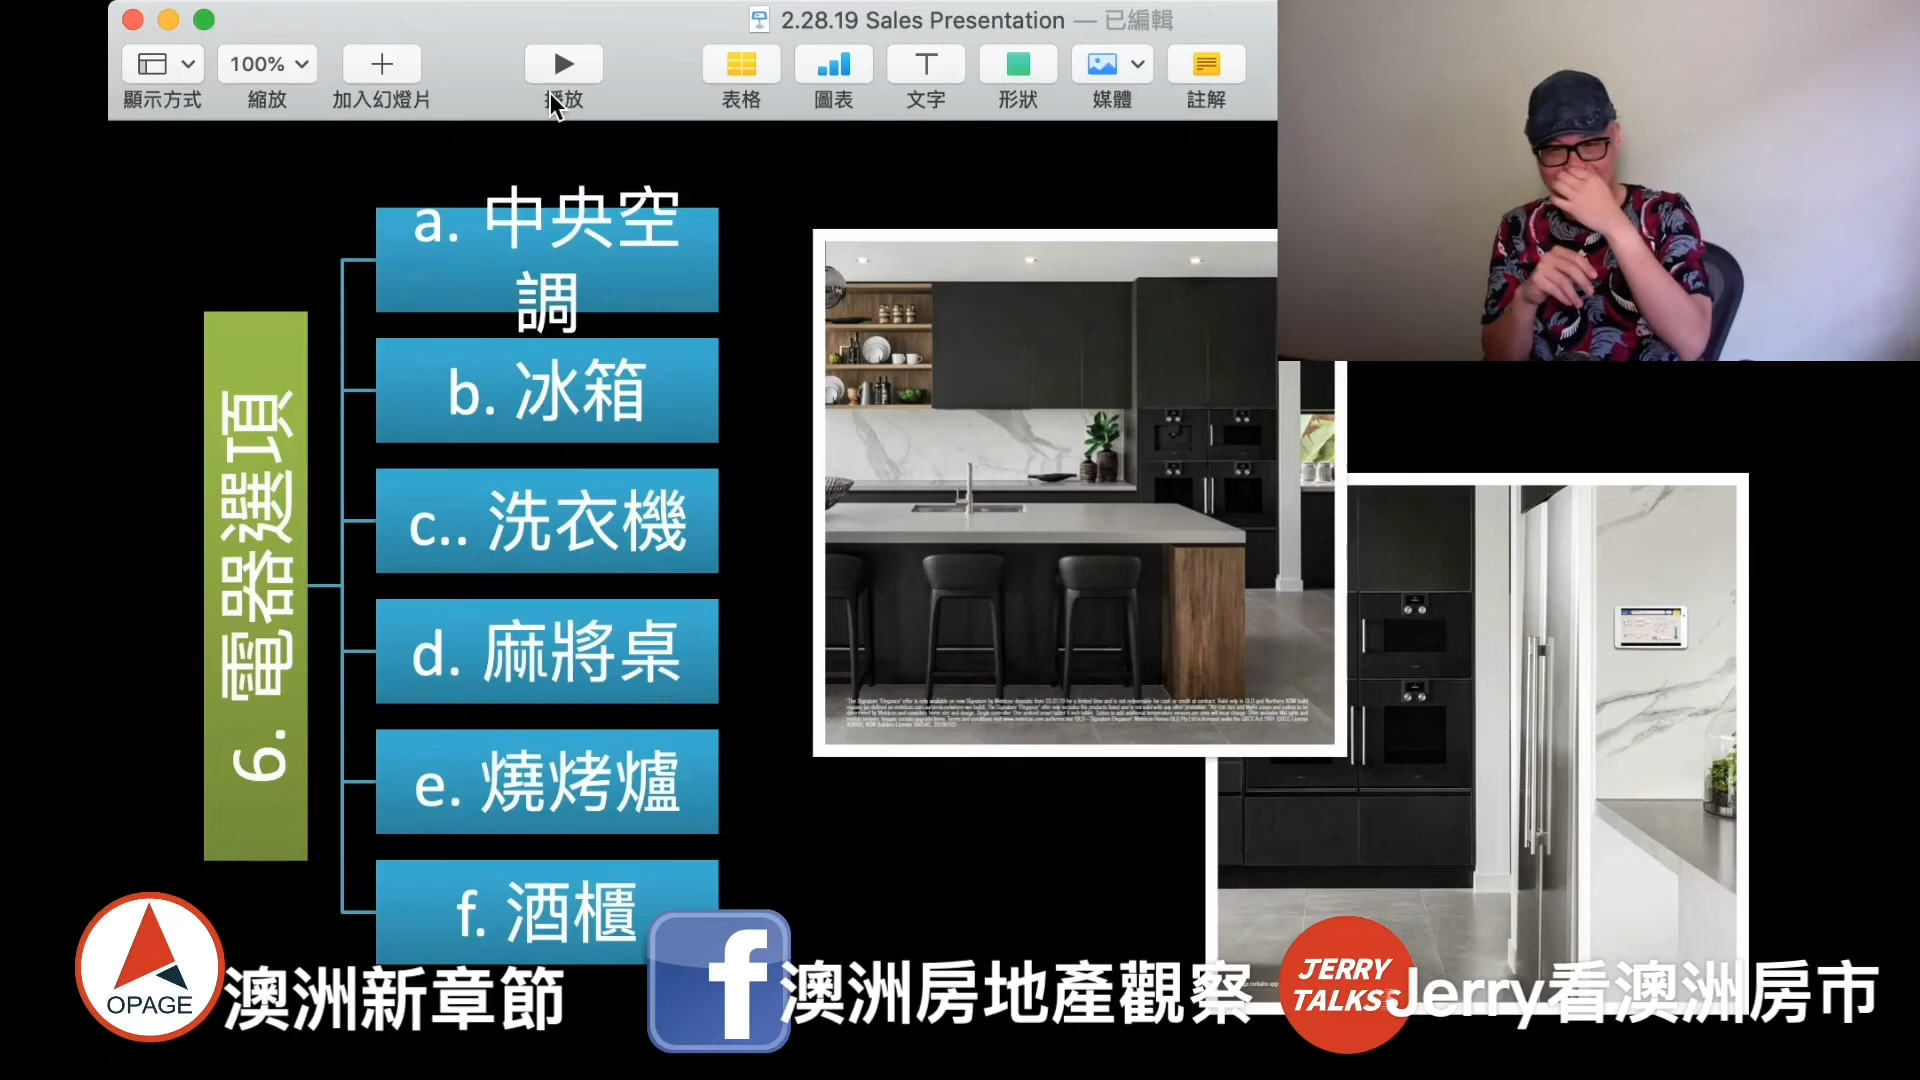 2.28.19 Sales Presentation — 已編輯
100%
顯示方式
縮放
加入幻燈片
播放
表格
圖表
文字
形狀
媒體
註解
6. 電器選項
a. 中央空
調
b. 冰箱
c.. 洗衣機
d. 麻將桌
e. 燒烤爐
f. 酒櫃
OPAGE
澳洲新章節
f
澳洲房地產觀察
JERRY
TALKS
Jerry看澳洲房市